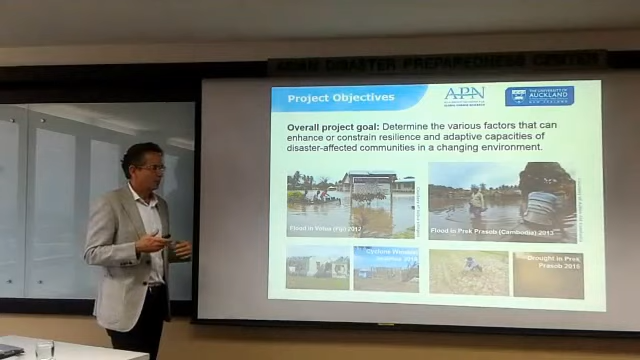 ASIAN DISASTER PREPAREDNESS CENTER
Project Objectives
APN
THE UNIVERSITY OF
AUCKLAND
NEW ZEALAND
Overall project goal: Determine the various factors that can
enhance or constrain resilience and adaptive capacities of
disaster-affected communities in a changing environment.
Flood in Votua (Fiji) 2012
Flood in Prek Prasob (Cambodia) 2013
Cyclone Winston
Drought in Prek
Prasob 2016